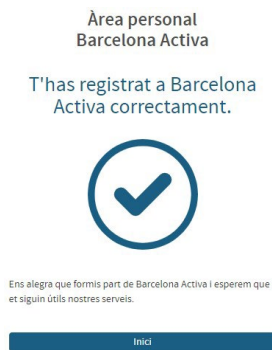 Àrea personal
Barcelona Activa
T'has registrat a Barcelona
Activa correctament.
Ens alegra que formis part de Barcelona Activa i esperem que
et siguin útils nostres serveis.
Inici